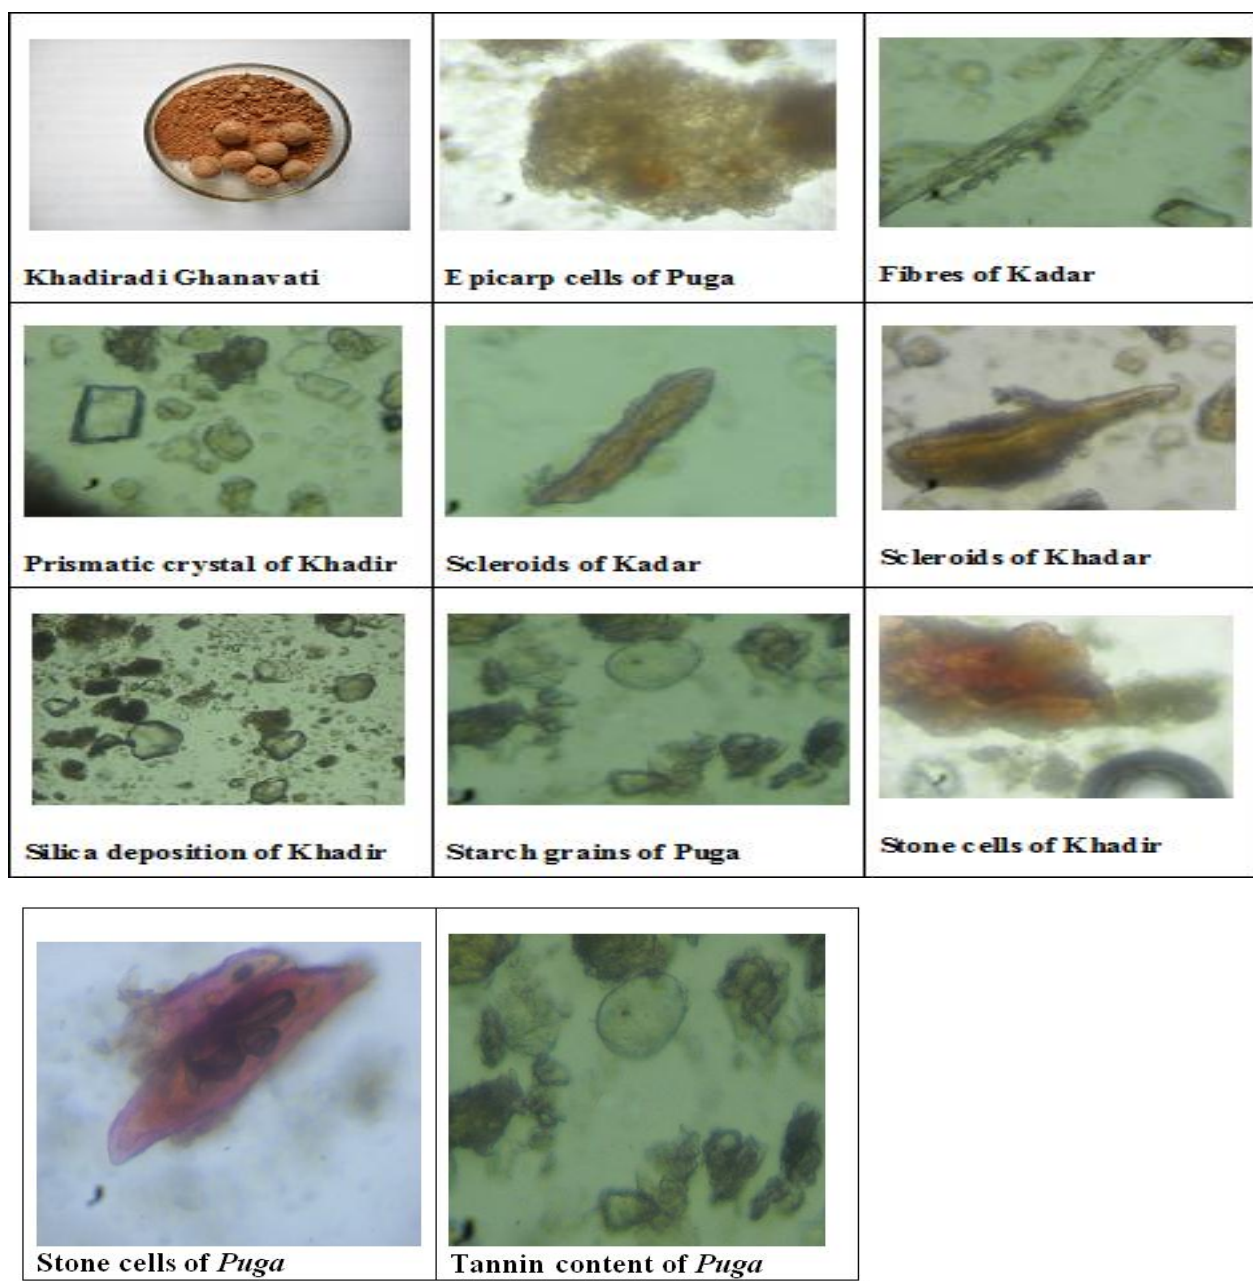 Khadiradi Ghanavati
Epicarp cells of Puga
Fibres of Kadar
Prismatic crystal of Khadir
Scleroids of Kadar
Scleroids of Khadar
Silica deposition of Khadir
Starch grains of Puga
Stone cells of Khadir
Stone cells of Puga
Tannin content of Puga